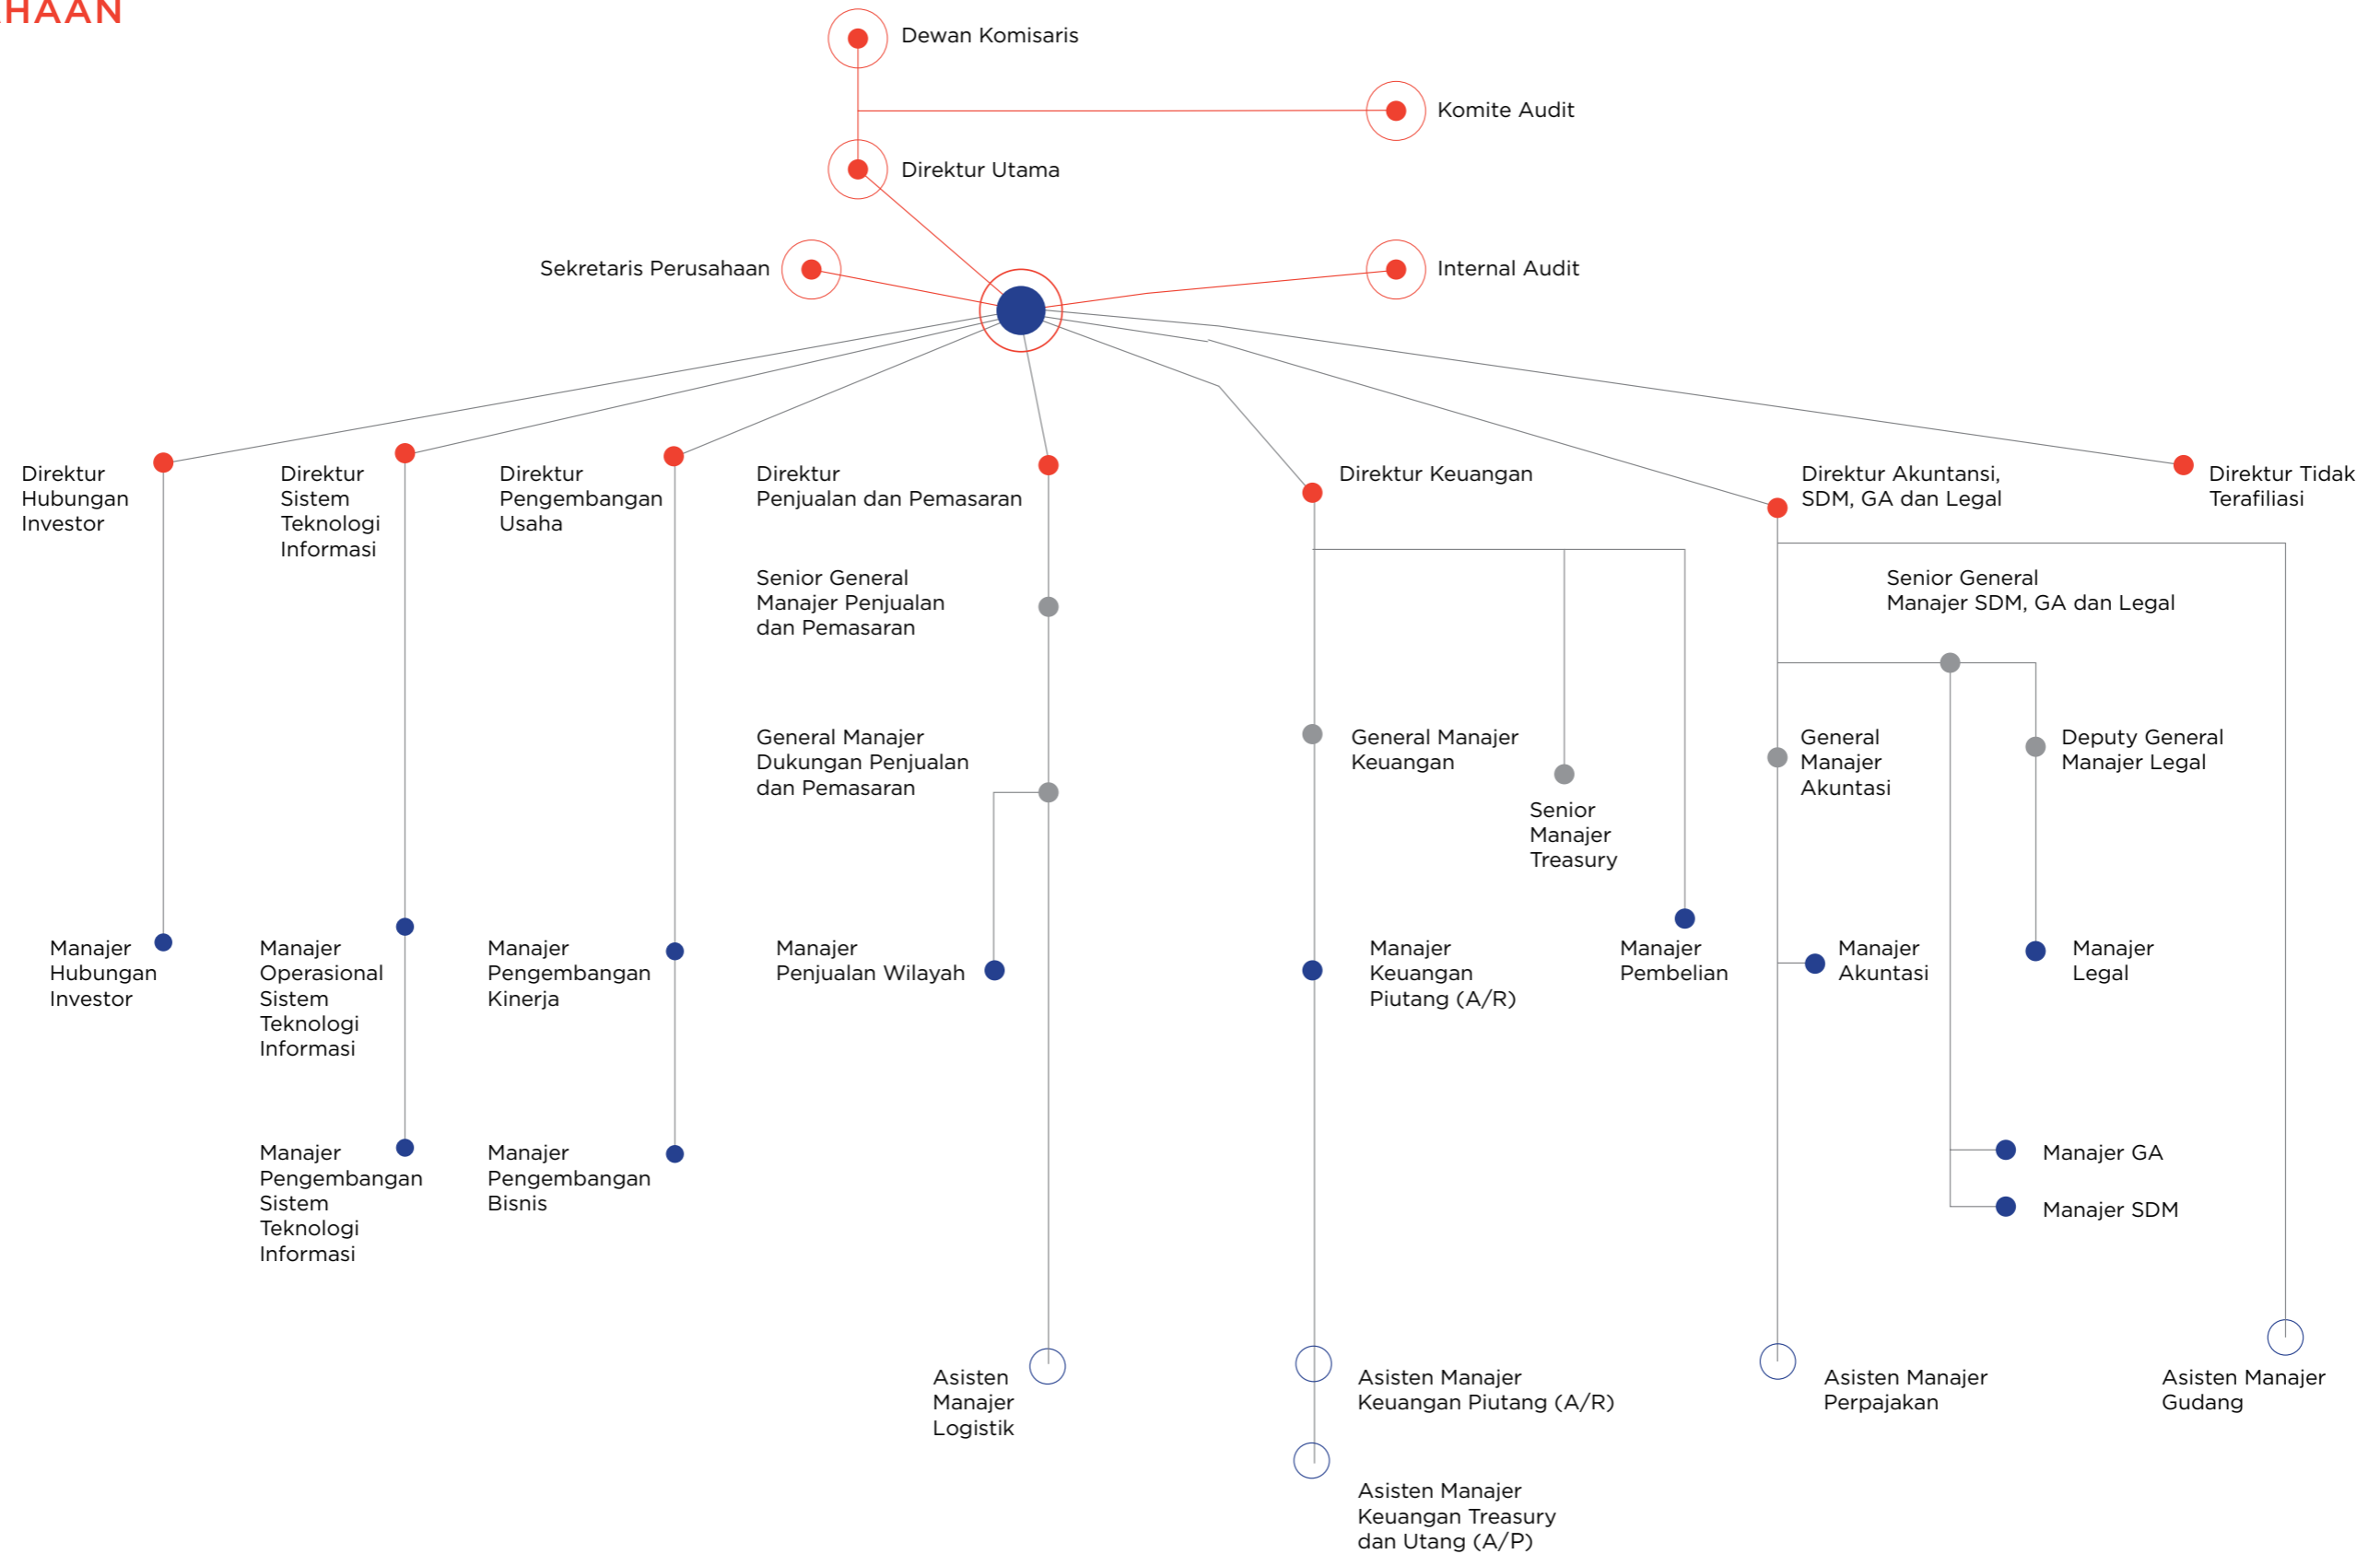 AHAAN
Dewan Komisaris
Komite Audit
Direktur Utama
Sekretaris Perusahaan
Internal Audit
Direktur
Hubungan
Investor
Direktur
Sistem
Teknologi
Informasi
Direktur
Pengembangan
Usaha
Direktur
Penjualan dan Pemasaran
Direktur Keuangan
Direktur Akuntansi,
SDM, GA dan Legal
Direktur Tidak
Terafiliasi
Senior General
Manajer Penjualan
dan Pemasaran
Senior General
Manajer SDM, GA dan Legal
General Manajer
Dukungan Penjualan
dan Pemasaran
General Manajer
Keuangan
Senior
Manajer
Treasury
General
Manajer
Akuntasi
Deputy General
Manajer Legal
Manajer
Hubungan
Investor
Manajer
Operasional
Sistem
Teknologi
Informasi
Manajer
Pengembangan
Kinerja
Manajer
Penjualan Wilayah
Manajer
Keuangan
Piutang (A/R)
Manajer
Pembelian
Manajer
Akuntasi
Manajer
Legal
Manajer
Pengembangan
Sistem
Teknologi
Informasi
Manajer
Pengembangan
Bisnis
Manajer GA
Manajer SDM
Asisten
Manajer
Logistik
Asisten Manajer
Keuangan Piutang (A/R)
Asisten Manajer
Perpajakan
Asisten Manajer
Gudang
Asisten Manajer
Keuangan Treasury
dan Utang (A/P)